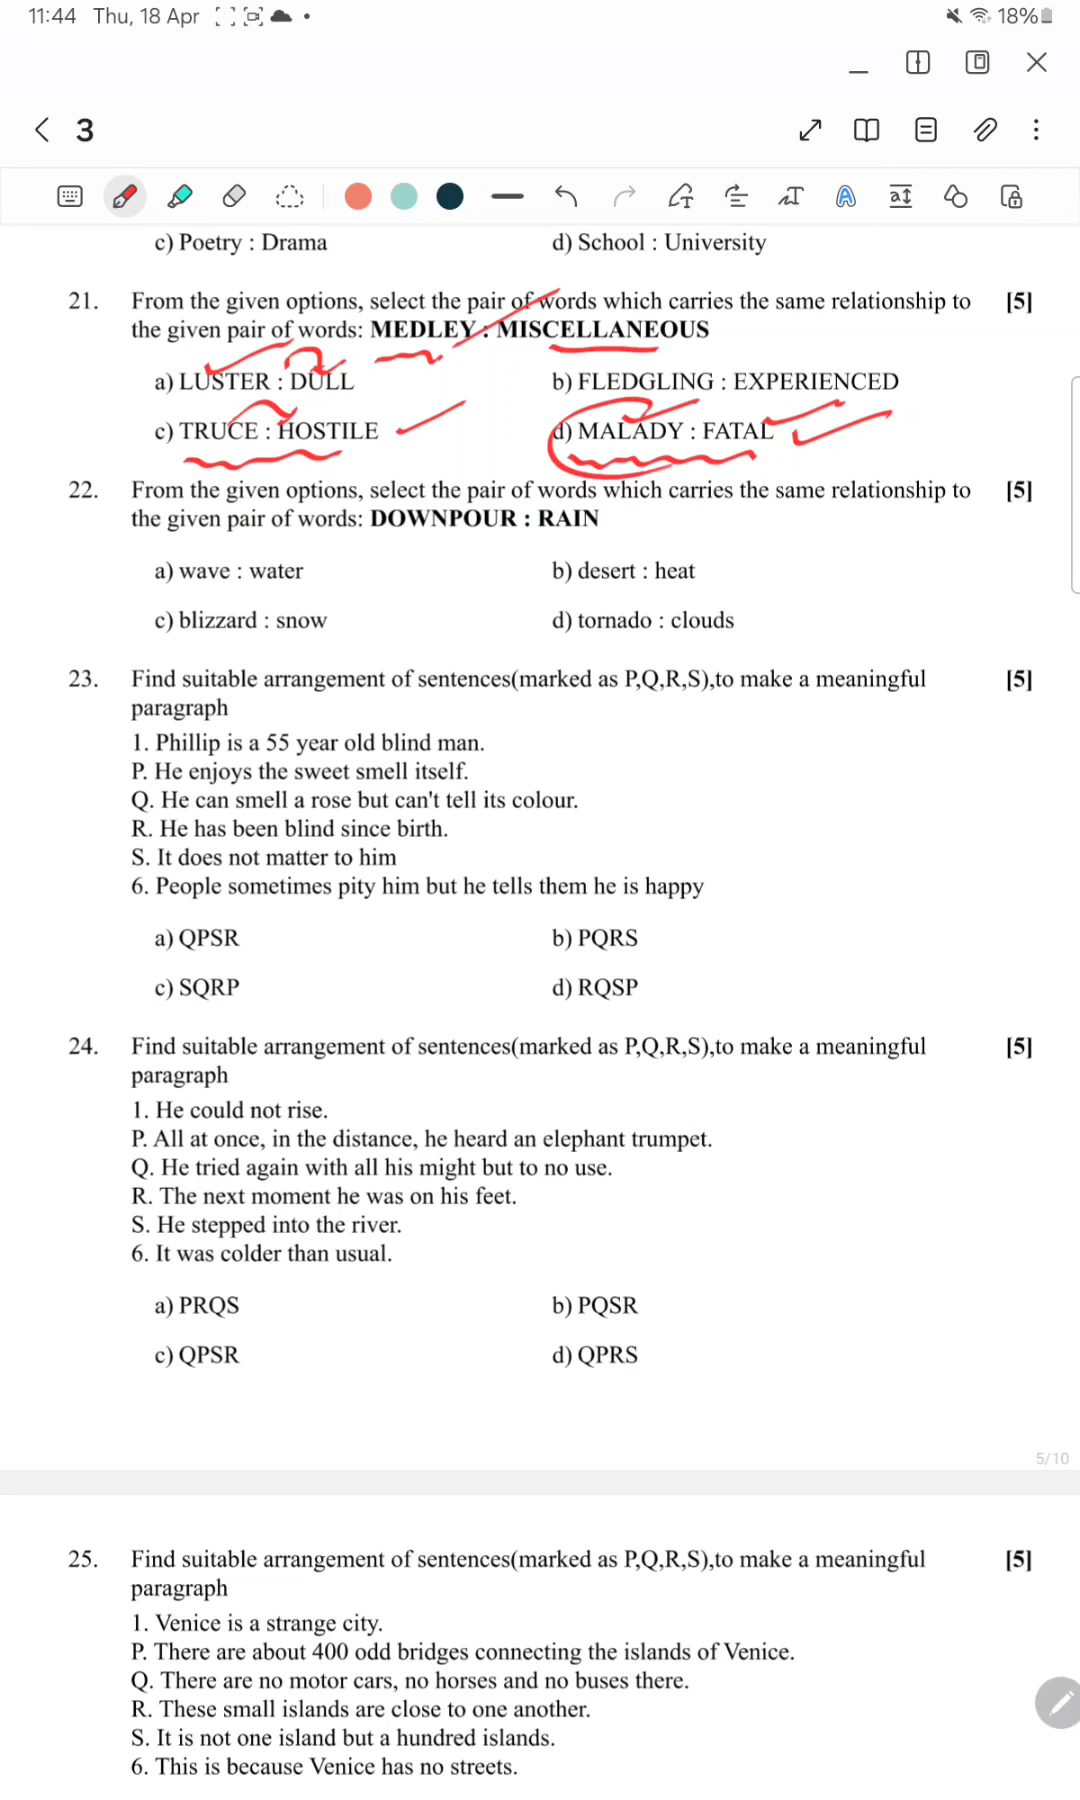 11:44 Thu, 18 Apr
18%
3
c) Poetry : Drama d) School : University
21. From the given options, select the pair of words which carries the same relationship to [5]
the given pair of words: MEDLEY : MISCELLANEOUS
a) LUSTER : DULL b) FLEDGLING : EXPERIENCED
c) TRUCE : HOSTILE d) MALADY : FATAL
22. From the given options, select the pair of words which carries the same relationship to [5]
the given pair of words: DOWNPOUR : RAIN
a) wave : water b) desert : heat
c) blizzard : snow d) tornado : clouds
23. Find suitable arrangement of sentences(marked as P,Q,R,S),to make a meaningful [5]
paragraph
1. Phillip is a 55 year old blind man.
P. He enjoys the sweet smell itself.
Q. He can smell a rose but can't tell its colour.
R. He has been blind since birth.
S. It does not matter to him
6. People sometimes pity him but he tells them he is happy
a) QPSR b) PQRS
c) SQRP d) RQSP
24. Find suitable arrangement of sentences(marked as P,Q,R,S),to make a meaningful [5]
paragraph
1. He could not rise.
P. All at once, in the distance, he heard an elephant trumpet.
Q. He tried again with all his might but to no use.
R. The next moment he was on his feet.
S. He stepped into the river.
6. It was colder than usual.
a) PRQS b) PQSR
c) QPSR d) QPRS
5/10
25. Find suitable arrangement of sentences(marked as P,Q,R,S),to make a meaningful [5]
paragraph
1. Venice is a strange city.
P. There are about 400 odd bridges connecting the islands of Venice.
Q. There are no motor cars, no horses and no buses there.
R. These small islands are close to one another.
S. It is not one island but a hundred islands.
6. This is because Venice has no streets.